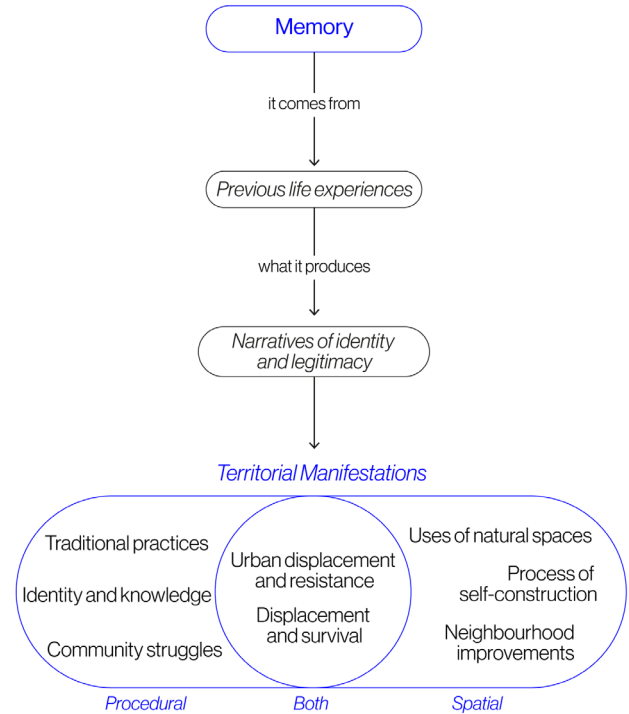 Memory
it comes from
Previous life experiences
what it produces
Narratives of identity
and legitimacy
Territorial Manifestations
Traditional practices
Identity and knowledge
Community struggles
Urban displacement
and resistance
Displacement
and survival
Uses of natural spaces
Process of
self-construction
Neighbourhood
improvements
Procedural
Both
Spatial